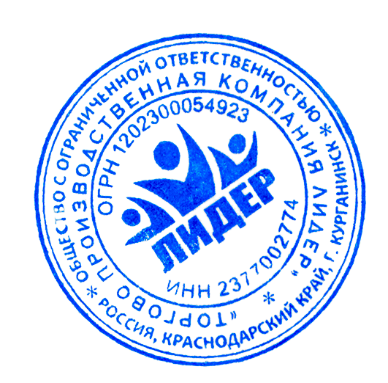 ОБЩЕСТВО С ОГРАНИЧЕННОЙ ОТВЕТСТВЕННОСТЬЮ
* РОССИЯ, КРАСНОДАРСКИЙ КРАЙ, Г. КУРГАНИНСК *
"ТОРГОВО ПРОИЗВОДСТВЕННАЯ КОМПАНИЯ ЛИДЕР" *
ОГРН 1202300054923
ЛИДЕР
ИНН 2377002774